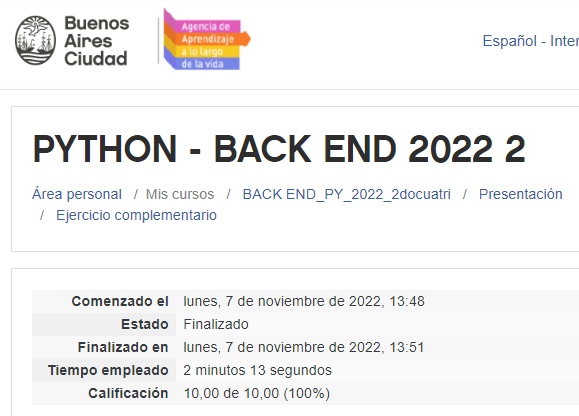 Buenos
Aires
Ciudad
Agencia de
Aprendizaje
a lo largo
de la vida
Español - Inter
PYTHON - BACK END 2022 2
Área personal / Mis cursos / BACK END_PY_2022_2docuatri / Presentación
/ Ejercicio complementario
Comenzado el lunes, 7 de noviembre de 2022, 13:48
Estado Finalizado
Finalizado en lunes, 7 de noviembre de 2022, 13:51
Tiempo empleado 2 minutos 13 segundos
Calificación 10,00 de 10,00 (100%)